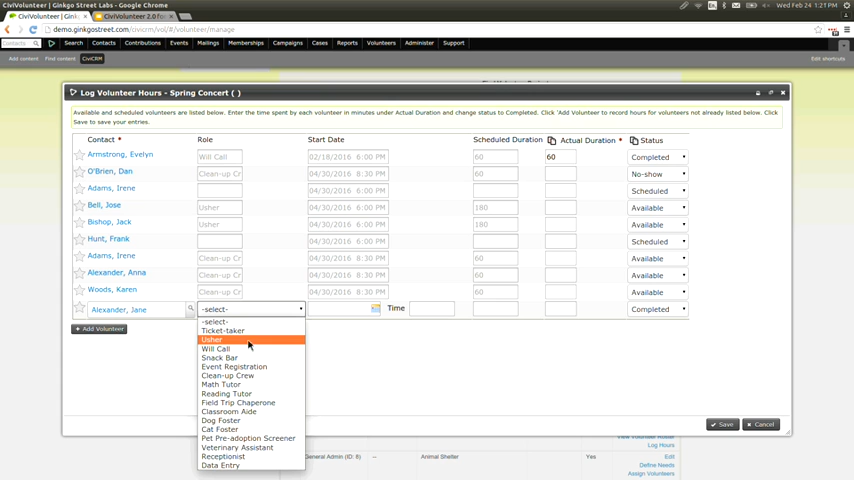 CiviVolunteer | Ginkgo Street Labs - Google Chrome
En
Wed Feb 24 1:21PM
CiviVolunteer | Gink
CiviVolunteer 2.0 fo
demo.ginkgostreet.com/civicrm/vol/#/volunteer/manage
Contacts
Search Contacts Contributions Events Mailings Memberships Campaigns Cases Reports Volunteers Administer Support
Add content Find content CiviCRM Edit shortcuts
Log Volunteer Hours - Spring Concert ( )
Available and scheduled volunteers are listed below. Enter the time spent by each volunteer in minutes under Actual Duration and change status to Completed. Click 'Add Volunteer to record hours for volunteers not already listed below. Click
Save to save your entries.
Contact * Role Start Date Scheduled Duration Actual Duration * Status
Armstrong, Evelyn Will Call 02/18/2016 6:00 PM 60 60 Completed
O'Brien, Dan Clean-up Cr 04/30/2016 8:30 PM 60 No-show
Adams, Irene 04/30/2016 6:00 PM Scheduled
Bell, Jose Usher 04/30/2016 6:00 PM 180 Available
Bishop, Jack Usher 04/30/2016 6:00 PM 180 Available
Hunt, Frank 04/30/2016 6:00 PM Scheduled
Adams, Irene Clean-up Cr 04/30/2016 8:30 PM 60 Available
Alexander, Anna Clean-up Cr 04/30/2016 8:30 PM 60 Available
Woods, Karen Clean-up Cr 04/30/2016 8:30 PM 60 Available
Alexander, Jane -select- Time Completed
+ Add Volunteer
-select-
Ticket-taker
Usher
Will Call
Snack Bar
Event Registration
Clean-up Crew
Math Tutor
Reading Tutor
Field Trip Chaperone
Classroom Aide
Dog Foster
Cat Foster
Pet Pre-adoption Screener
Veterinary Assistant
Receptionist
Data Entry
Save Cancel
Log Hours
General Admin (ID: 8) -- Animal Shelter Yes Edit
Define Needs
Assign Volunteers